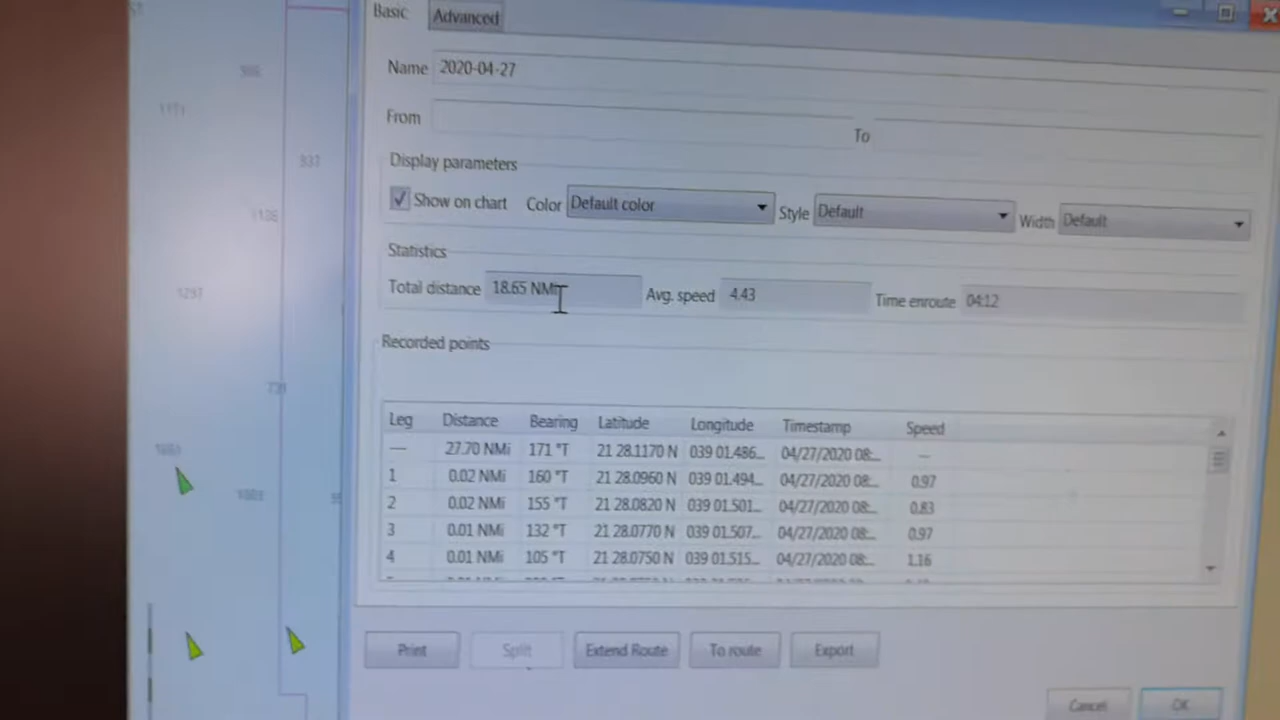 Basic Advanced
Name 2020-04-27
From To
Display parameters
Show on chart Color Default color Style Default Width Default
Statistics
Total distance 18.65 NMi Avg. speed 4.43 Time enroute 04:12
Recorded points
Leg Distance Bearing Latitude Longitude Timestamp Speed
--- 27.70 NMi 171 °T 21 28.1170 N 039 01.486... 04/27/2020 08:... ---
1 0.02 NMi 160 °T 21 28.0960 N 039 01.494... 04/27/2020 08:... 0.97
2 0.02 NMi 155 °T 21 28.0820 N 039 01.501... 04/27/2020 08:... 0.83
3 0.01 NMi 132 °T 21 28.0770 N 039 01.507... 04/27/2020 08:... 0.97
4 0.01 NMi 105 °T 21 28.0750 N 039 01.515... 04/27/2020 08:... 1.16
Print Split Extend Route To route Export
Cancel OK